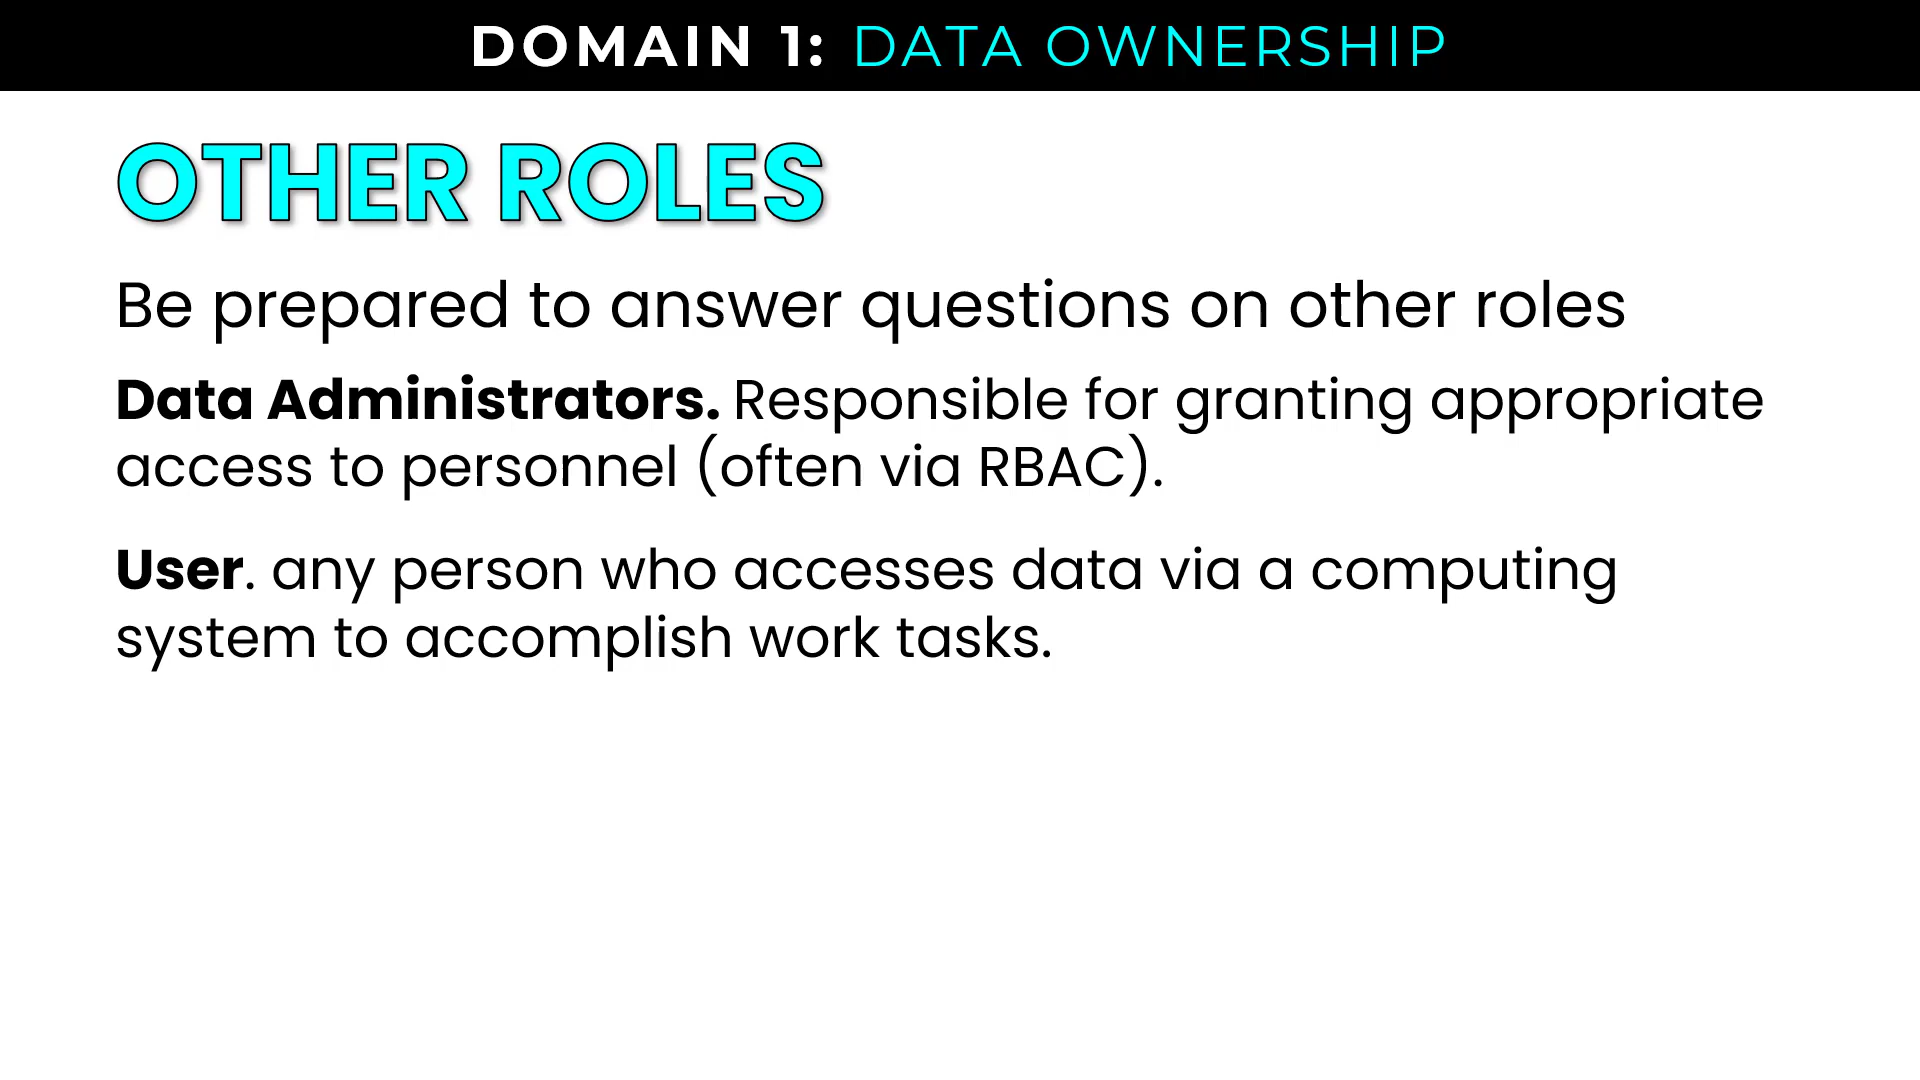 DOMAIN 1: DATA OWNERSHIP
OTHER ROLES
Be prepared to answer questions on other roles
Data Administrators. Responsible for granting appropriate
access to personnel (often via RBAC).
User. any person who accesses data via a computing
system to accomplish work tasks.